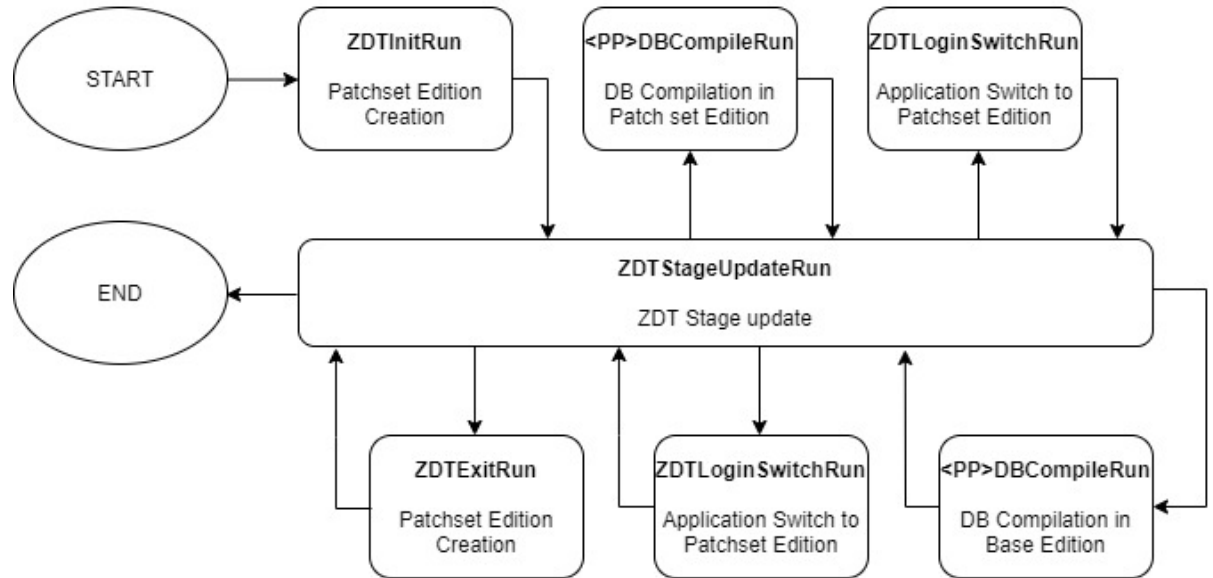 START
ZDTInitRun
Patchset Edition
Creation
<PP>DBCompileRun
DB Compilation in
Patch set Edition
ZDTLoginSwitchRun
Application Switch to
Patchset Edition
END
ZDTStageUpdateRun
ZDT Stage update
ZDTExitRun
Patchset Edition
Creation
ZDTLoginSwitchRun
Application Switch to
Patchset Edition
<PP>DBCompileRun
DB Compilation in
Base Edition